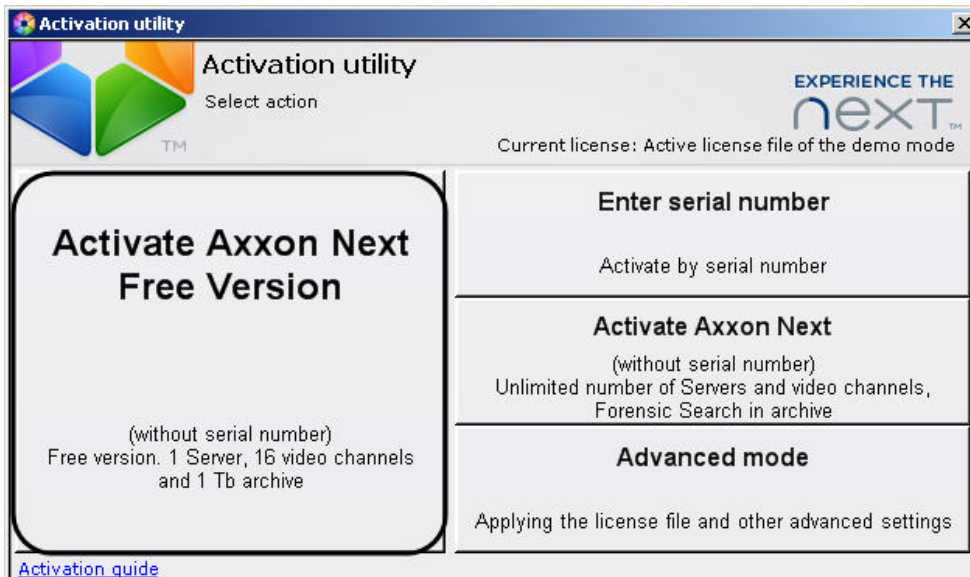 Activation utility
Activation utility
Select action
EXPERIENCE THE
next™
TM
Current license: Active license file of the demo mode
Activate Axxon Next
Free Version
(without serial number)
Free version. 1 Server, 16 video channels
and 1 Tb archive
Enter serial number
Activate by serial number
Activate Axxon Next
(without serial number)
Unlimited number of Servers and video channels,
Forensic Search in archive
Advanced mode
Applying the license file and other advanced settings
Activation guide